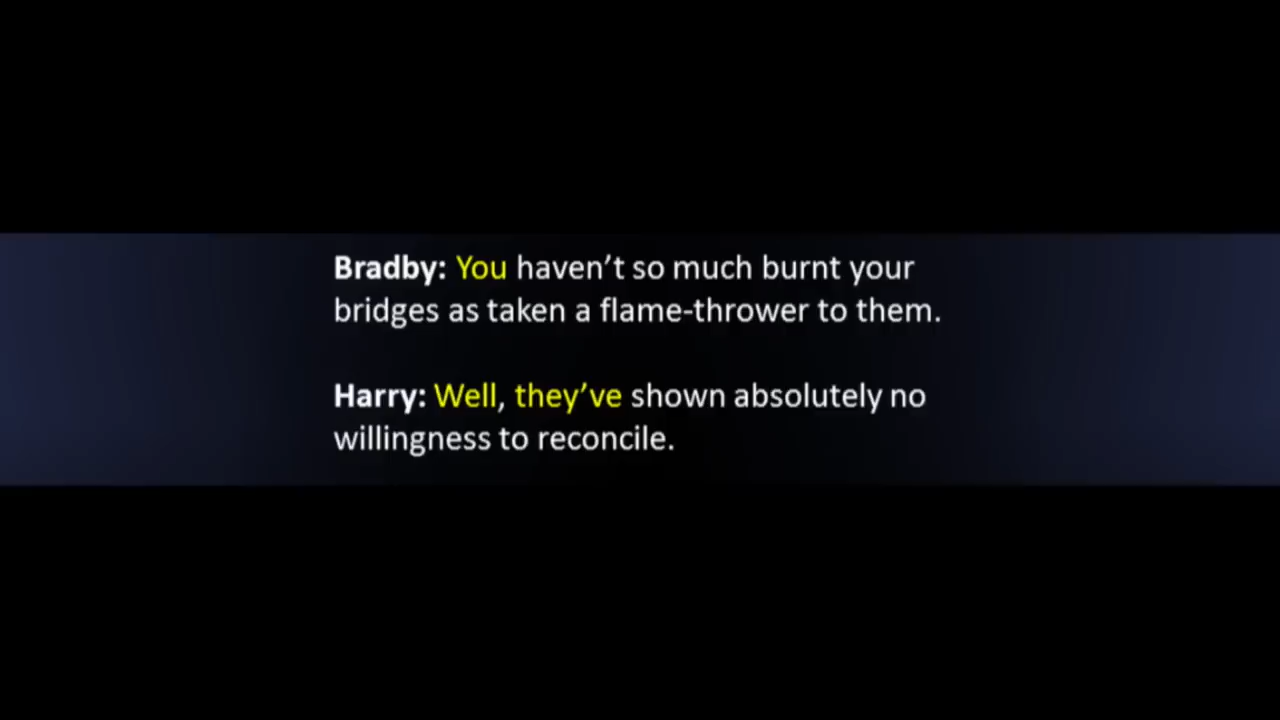 Bradby: You haven’t so much burnt your
bridges as taken a flame-thrower to them.
Harry: Well, they’ve shown absolutely no
willingness to reconcile.